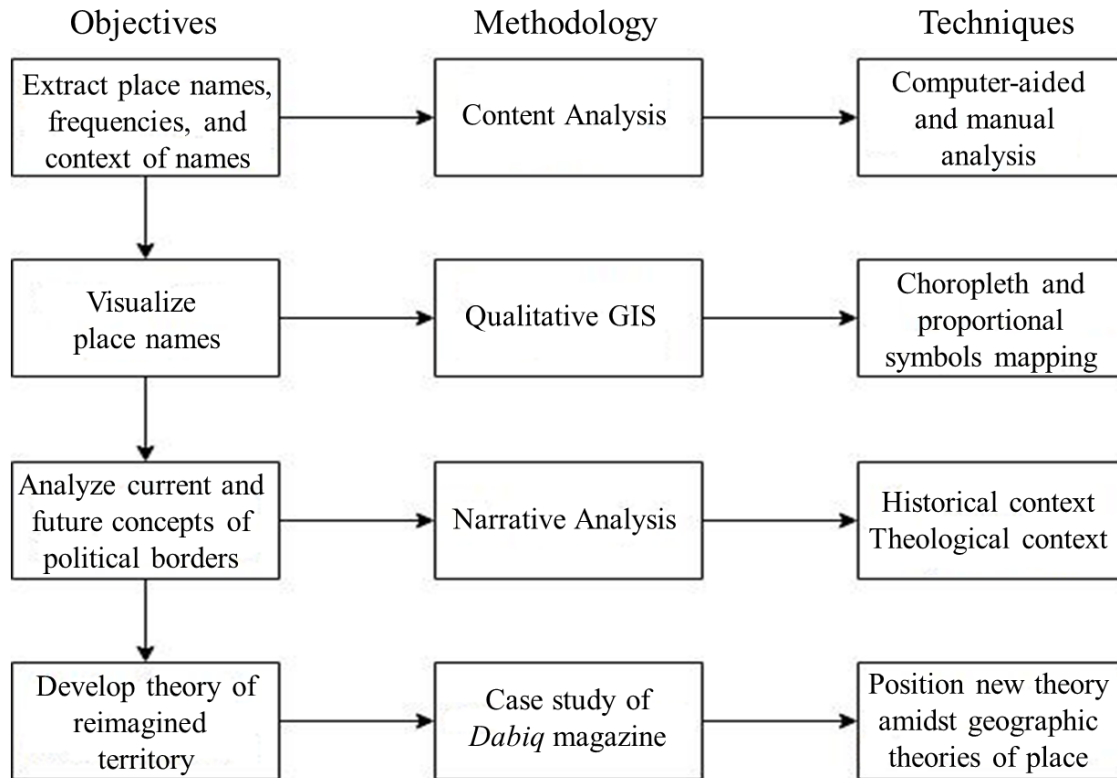 Objectives
Methodology
Techniques
Extract place names,
frequencies, and
context of names
Content Analysis
Computer-aided
and manual
analysis
Visualize
place names
Qualitative GIS
Choropleth and
proportional
symbols mapping
Analyze current and
future concepts of
political borders
Narrative Analysis
Historical context
Theological context
Develop theory of
reimagined
territory
Case study of
Dabiq magazine
Position new theory
amidst geographic
theories of place